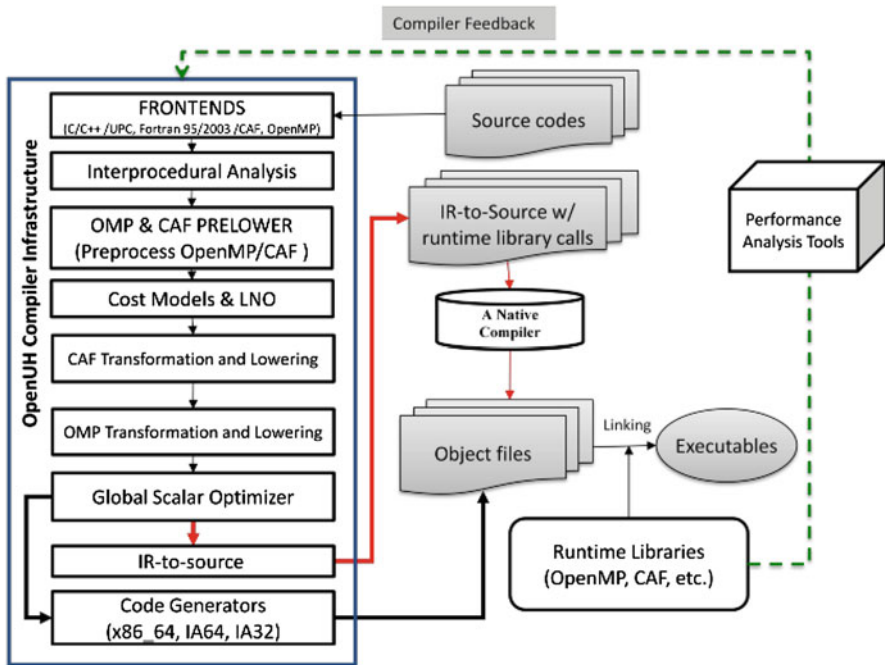 Compiler Feedback
OpenUH Compiler Infrastructure
FRONTENDS
(C/C++ /UPC, Fortran 95/2003 /CAF, OpenMP)
Interprocedural Analysis
OMP & CAF PRELOWER
(Preprocess OpenMP/CAF )
Cost Models & LNO
CAF Transformation and Lowering
OMP Transformation and Lowering
Global Scalar Optimizer
IR-to-source
Code Generators
(x86_64, IA64, IA32)
Source codes
IR-to-Source w/
runtime library calls
A Native
Compiler
Object files
Linking
Executables
Runtime Libraries
(OpenMP, CAF, etc.)
Performance
Analysis Tools